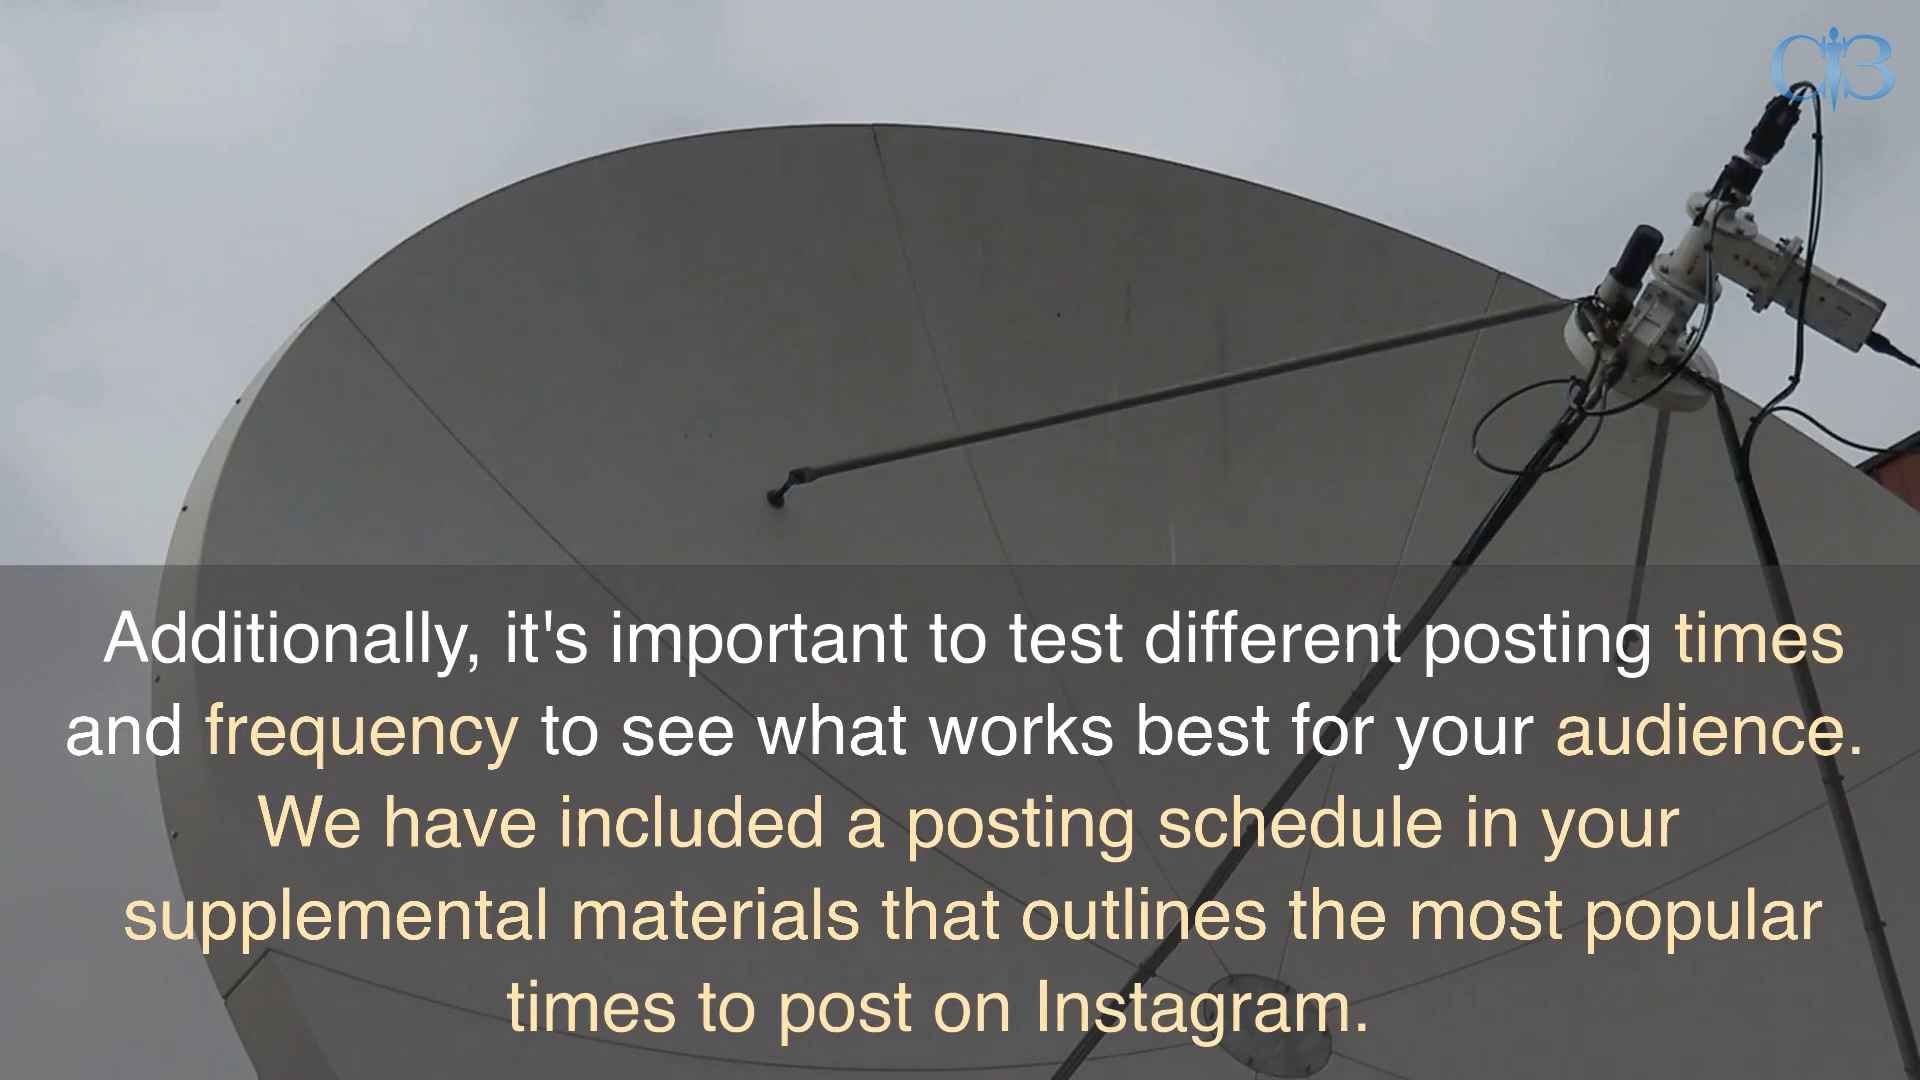 Additionally, it's important to test different posting times
and frequency to see what works best for your audience.
We have included a posting schedule in your
supplemental materials that outlines the most popular
times to post on Instagram.